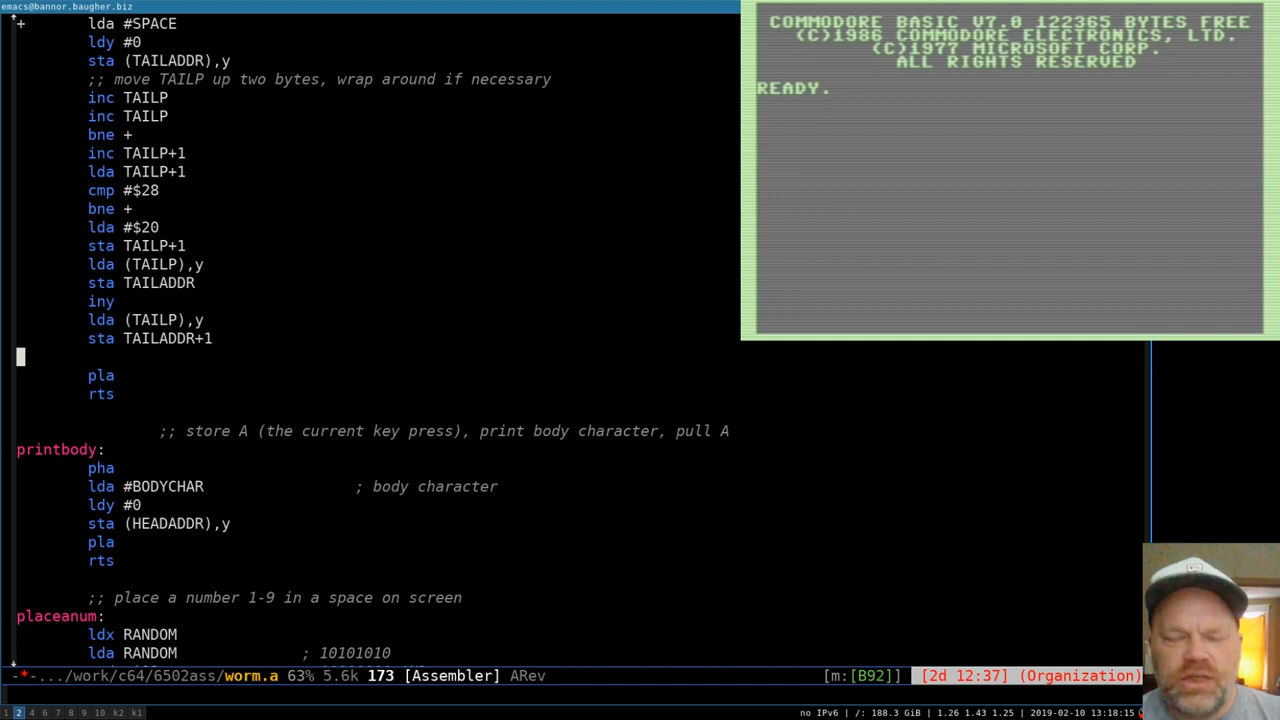 emacs@bannor.baugher.biz
+ lda #SPACE
ldy #0
sta (TAILADDR),y
;; move TAILP up two bytes, wrap around if necessary
inc TAILP
inc TAILP
bne +
inc TAILP+1
lda TAILP+1
cmp #$28
bne +
lda #$20
sta TAILP+1
lda (TAILP),y
sta TAILADDR
iny
lda (TAILP),y
sta TAILADDR+1
pla
rts
;; store A (the current key press), print body character, pull A
printbody:
pha
lda #BODYCHAR ; body character
ldy #0
sta (HEADADDR),y
pla
rts
;; place a number 1-9 in a space on screen
placeanum:
ldx RANDOM
lda RANDOM ; 10101010
-*-.../work/c64/6502ass/worm.a 63% 5.6k 173 [Assembler] ARev [m:[B92]] [2d 12:37] (Organization)
1 2 4 6 5 7 8 9 10 k2 k1 no IPv6 | /: 188.3 GiB | 1.26 1.43 1.25 | 2019-02-10 13:18:15
COMMODORE BASIC V7.0 122365 BYTES FREE
(C)1986 COMMODORE ELECTRONICS, LTD.
(C)1977 MICROSOFT CORP.
ALL RIGHTS RESERVED
READY.